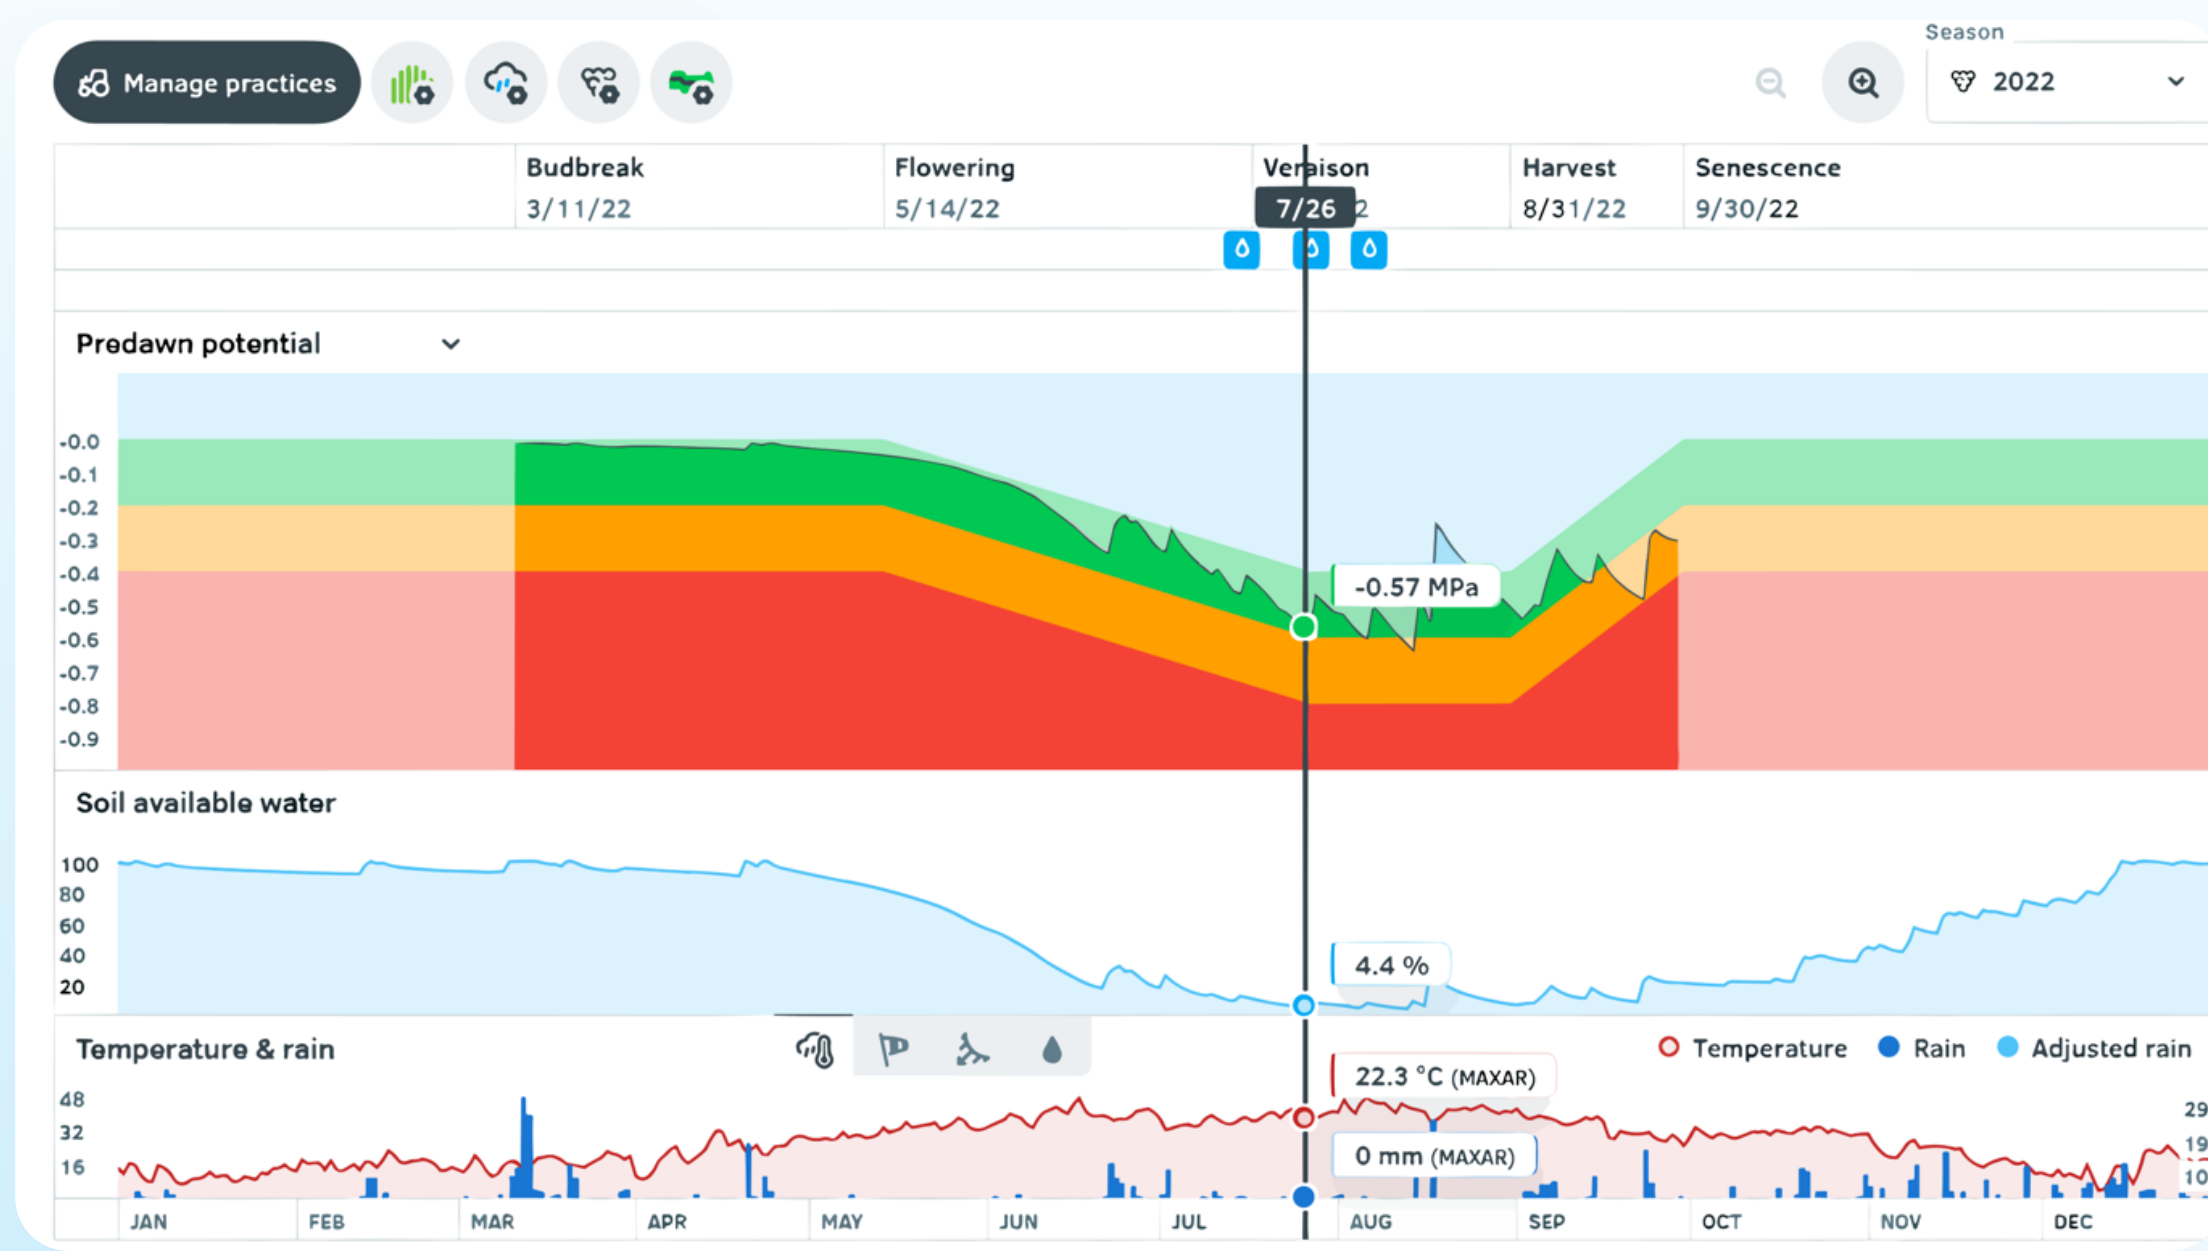 Season
Manage practices
2022
Budbreak
3/11/22
Flowering
5/14/22
Veraison
7/26
2
Harvest
8/31/22
Senescence
9/30/22
Predawn potential
-0.0
-0.1
-0.2
-0.3
-0.4
-0.5
-0.6
-0.7
-0.8
-0.9
-0.57 MPa
Soil available water
100
80
60
40
20
4.4 %
Temperature & rain
Temperature
Rain
Adjusted rain
22.3 °C (MAXAR)
0 mm (MAXAR)
48
32
16
29
19
10
JAN
FEB
MAR
APR
MAY
JUN
JUL
AUG
SEP
OCT
NOV
DEC